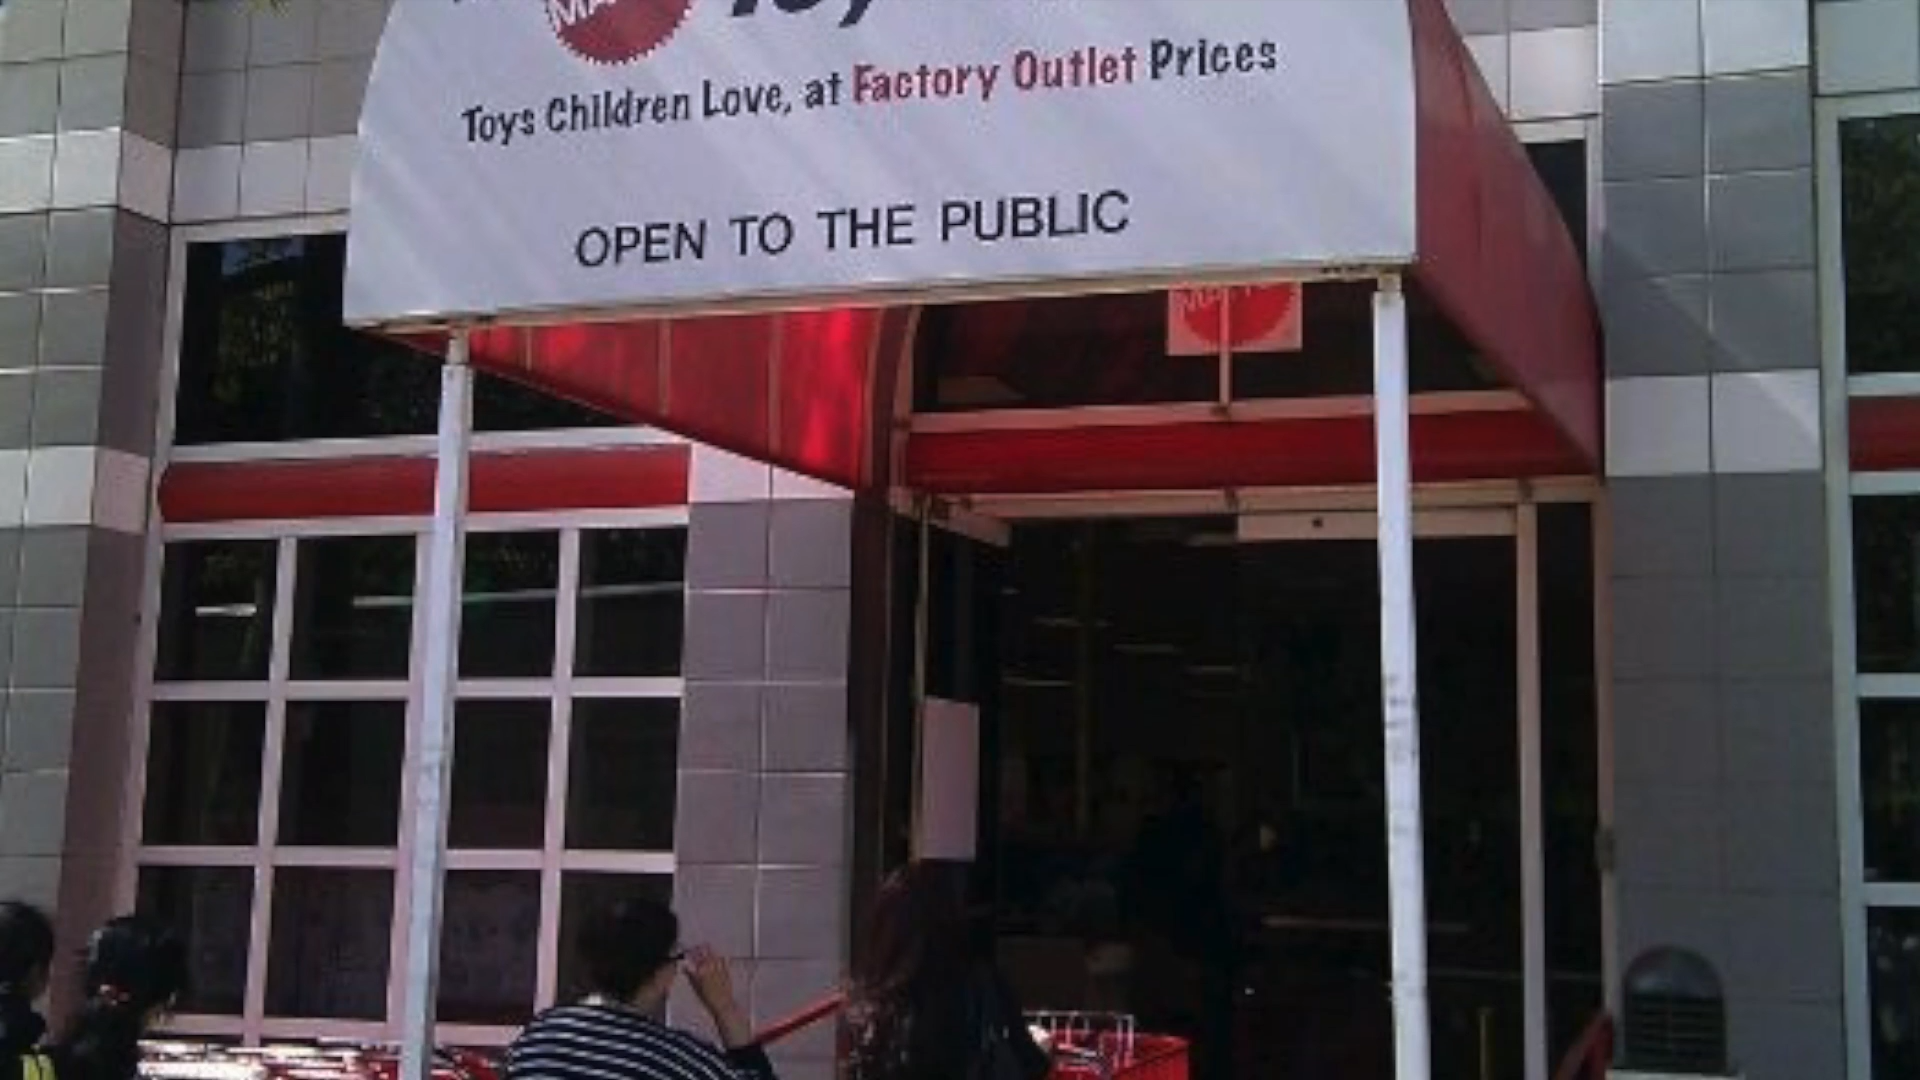 Toys Children Love, at Factory Outlet Prices
OPEN TO THE PUBLIC